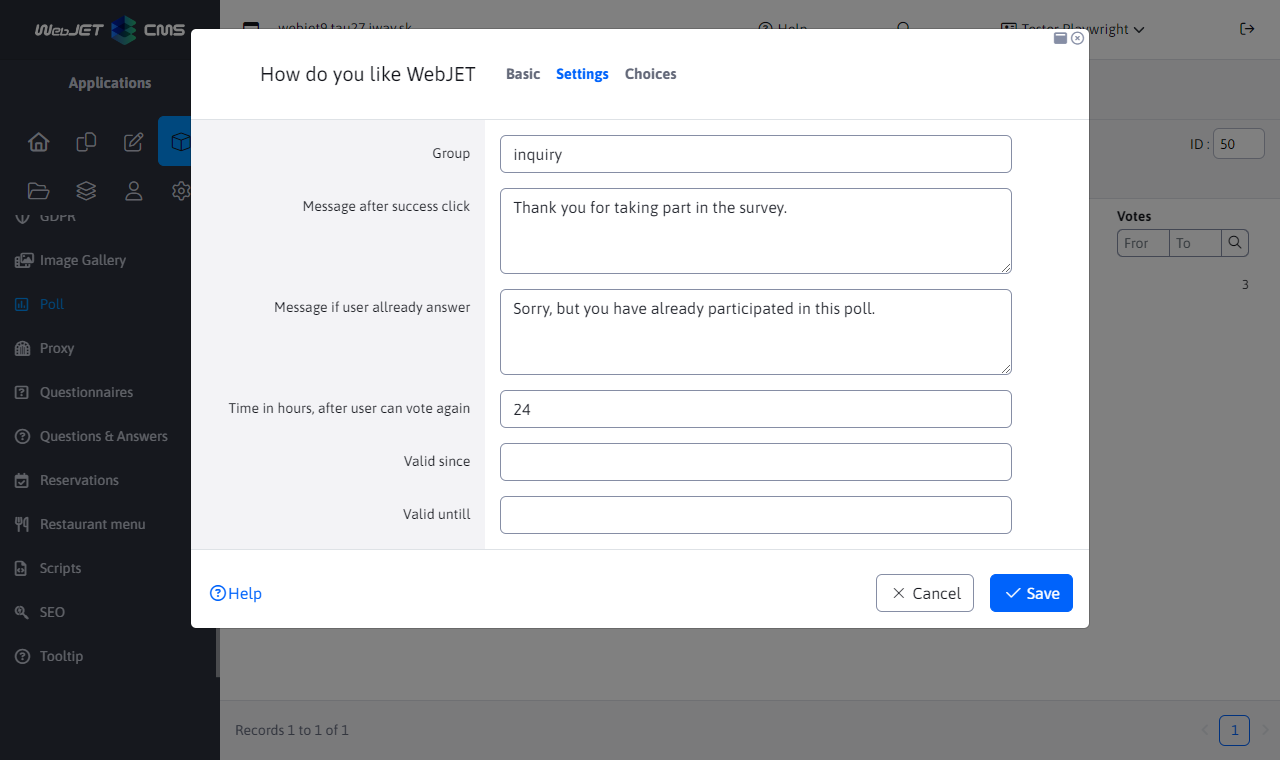 WebJET CMS
webjet9.tau27.iway.sk
Help
Tester Playwright
Applications
How do you like WebJET
Basic
Settings
Choices
ID :
50
Group
inquiry
Message after success click
Thank you for taking part in the survey.
Votes
GDPR
Fror
To
Image Gallery
3
Poll
Message if user allready answer
Sorry, but you have already participated in this poll.
Proxy
Questionnaires
Time in hours, after user can vote again
24
Questions & Answers
Valid since
Reservations
Valid untill
Restaurant menu
Scripts
Help
Cancel
Save
SEO
Tooltip
Records 1 to 1 of 1
1